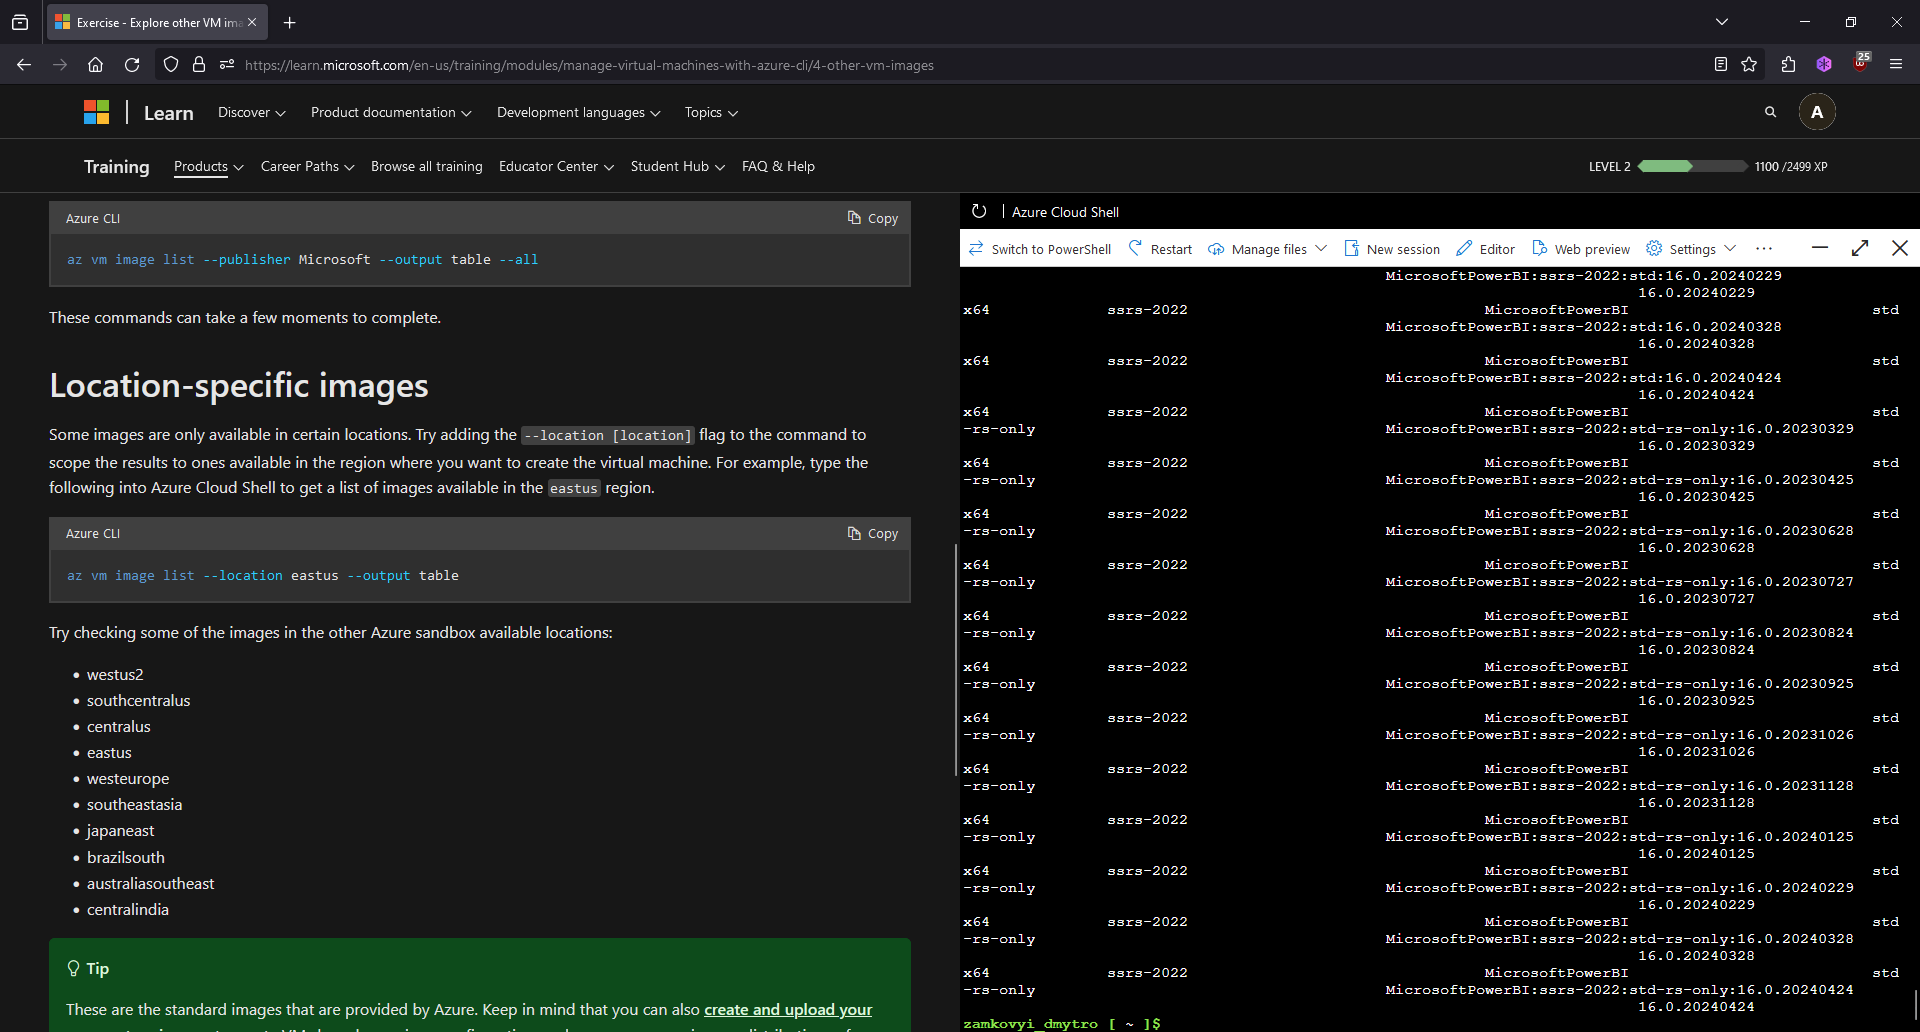 Exercise - Explore other VM ima
https://learn.microsoft.com/en-us/training/modules/manage-virtual-machines-with-azure-cli/4-other-vm-images
25
Learn
Discover
Product documentation
Development languages
Topics
A
Training
Products
Career Paths
Browse all training
Educator Center
Student Hub
FAQ & Help
LEVEL 2
1100 /2499 XP
Azure CLI
Copy
az vm image list --publisher Microsoft --output table --all
These commands can take a few moments to complete.
Location-specific images
Some images are only available in certain locations. Try adding the --location [location] flag to the command to
scope the results to ones available in the region where you want to create the virtual machine. For example, type the
following into Azure Cloud Shell to get a list of images available in the eastus region.
Azure CLI
Copy
az vm image list --location eastus --output table
Try checking some of the images in the other Azure sandbox available locations:
• westus2
• southcentralus
• centralus
• eastus
• westeurope
• southeastasia
• japaneast
• brazilsouth
• australiasoutheast
• centralindia
Tip
These are the standard images that are provided by Azure. Keep in mind that you can also create and upload your
Azure Cloud Shell
Switch to PowerShell
Restart
Manage files
New session
Editor
Web preview
Settings
MicrosoftPowerBI:ssrs-2022:std:16.0.20240229
16.0.20240229
x64 ssrs-2022 MicrosoftPowerBI std
MicrosoftPowerBI:ssrs-2022:std:16.0.20240328
16.0.20240328
x64 ssrs-2022 MicrosoftPowerBI std
MicrosoftPowerBI:ssrs-2022:std:16.0.20240424
16.0.20240424
x64 ssrs-2022 MicrosoftPowerBI std
-rs-only MicrosoftPowerBI:ssrs-2022:std-rs-only:16.0.20230329
16.0.20230329
x64 ssrs-2022 MicrosoftPowerBI std
-rs-only MicrosoftPowerBI:ssrs-2022:std-rs-only:16.0.20230425
16.0.20230425
x64 ssrs-2022 MicrosoftPowerBI std
-rs-only MicrosoftPowerBI:ssrs-2022:std-rs-only:16.0.20230628
16.0.20230628
x64 ssrs-2022 MicrosoftPowerBI std
-rs-only MicrosoftPowerBI:ssrs-2022:std-rs-only:16.0.20230727
16.0.20230727
x64 ssrs-2022 MicrosoftPowerBI std
-rs-only MicrosoftPowerBI:ssrs-2022:std-rs-only:16.0.20230824
16.0.20230824
x64 ssrs-2022 MicrosoftPowerBI std
-rs-only MicrosoftPowerBI:ssrs-2022:std-rs-only:16.0.20230925
16.0.20230925
x64 ssrs-2022 MicrosoftPowerBI std
-rs-only MicrosoftPowerBI:ssrs-2022:std-rs-only:16.0.20231026
16.0.20231026
x64 ssrs-2022 MicrosoftPowerBI std
-rs-only MicrosoftPowerBI:ssrs-2022:std-rs-only:16.0.20231128
16.0.20231128
x64 ssrs-2022 MicrosoftPowerBI std
-rs-only MicrosoftPowerBI:ssrs-2022:std-rs-only:16.0.20240125
16.0.20240125
x64 ssrs-2022 MicrosoftPowerBI std
-rs-only MicrosoftPowerBI:ssrs-2022:std-rs-only:16.0.20240229
16.0.20240229
x64 ssrs-2022 MicrosoftPowerBI std
-rs-only MicrosoftPowerBI:ssrs-2022:std-rs-only:16.0.20240328
16.0.20240328
x64 ssrs-2022 MicrosoftPowerBI std
-rs-only MicrosoftPowerBI:ssrs-2022:std-rs-only:16.0.20240424
16.0.20240424
zamkovyi_dmytro [ ~ ]$